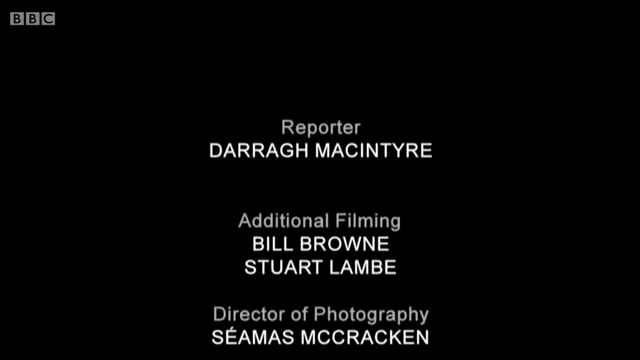 BBC
Reporter
DARRAGH MACINTYRE
Additional Filming
BILL BROWNE
STUART LAMBE
Director of Photography
SÉAMAS MCCRACKEN